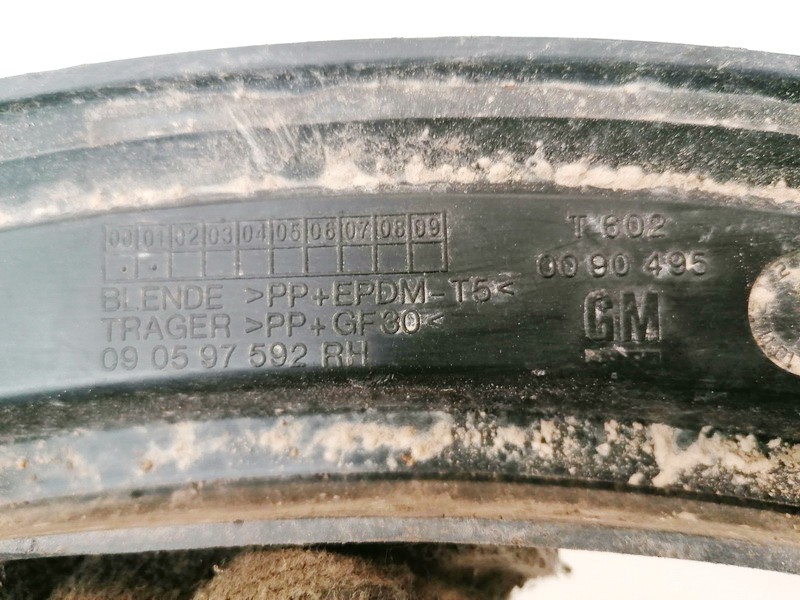 00 01 02 03 04 05 06 07 08 09
BLENDE >PP+EPDM-T5<
TRAGER >PP+GF30<
09 05 97 592 RH
T 602
00 90 495
GM